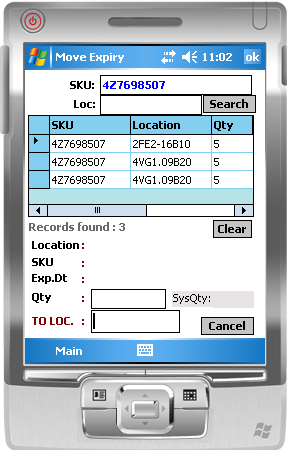 Move Expiry 11:02 ok
SKU: 4Z7698507
Loc: Search
SKU Location Qty
4Z7698507 2FE2-16B10 5
4Z7698507 4VG1.09B20 5
4Z7698507 4VG1.09B20 5
Records found : 3 Clear
Location :
SKU :
Exp.Dt :
Qty : SysQty:
TO LOC. : Cancel
Main